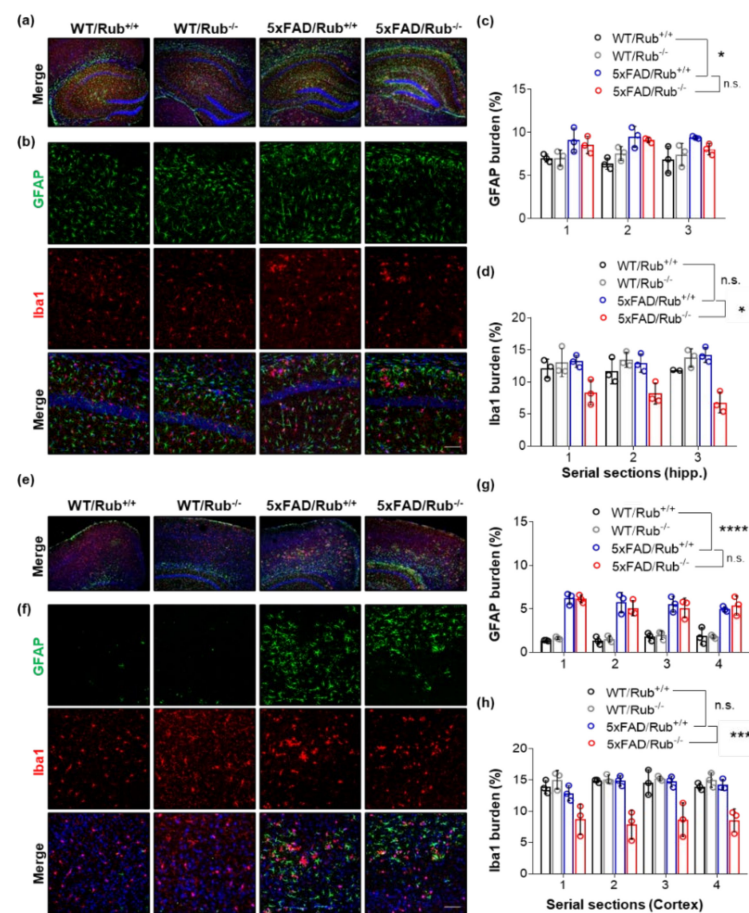 (a)
WT/Rub+/+ WT/Rub-/- 5xFAD/Rub+/+ 5xFAD/Rub-/-
Merge
(b)
GFAP
Iba1
Merge
(c)
WT/Rub+/+
WT/Rub-/-
5xFAD/Rub+/+
5xFAD/Rub-/-
*
n.s.
GFAP burden (%)
15
10
5
0
1 2 3
(d)
WT/Rub+/+
WT/Rub-/-
5xFAD/Rub+/+
5xFAD/Rub-/-
n.s.
*
Iba1 burden (%)
20
15
10
5
0
1 2 3
Serial sections (hipp.)
(e)
WT/Rub+/+ WT/Rub-/- 5xFAD/Rub+/+ 5xFAD/Rub-/-
Merge
(f)
GFAP
Iba1
Merge
(g)
WT/Rub+/+
WT/Rub-/-
5xFAD/Rub+/+
5xFAD/Rub-/-
****
n.s.
GFAP burden (%)
15
10
5
0
1 2 3 4
(h)
WT/Rub+/+
WT/Rub-/-
5xFAD/Rub+/+
5xFAD/Rub-/-
n.s.
***
Iba1 burden (%)
20
15
10
5
0
1 2 3 4
Serial sections (Cortex)